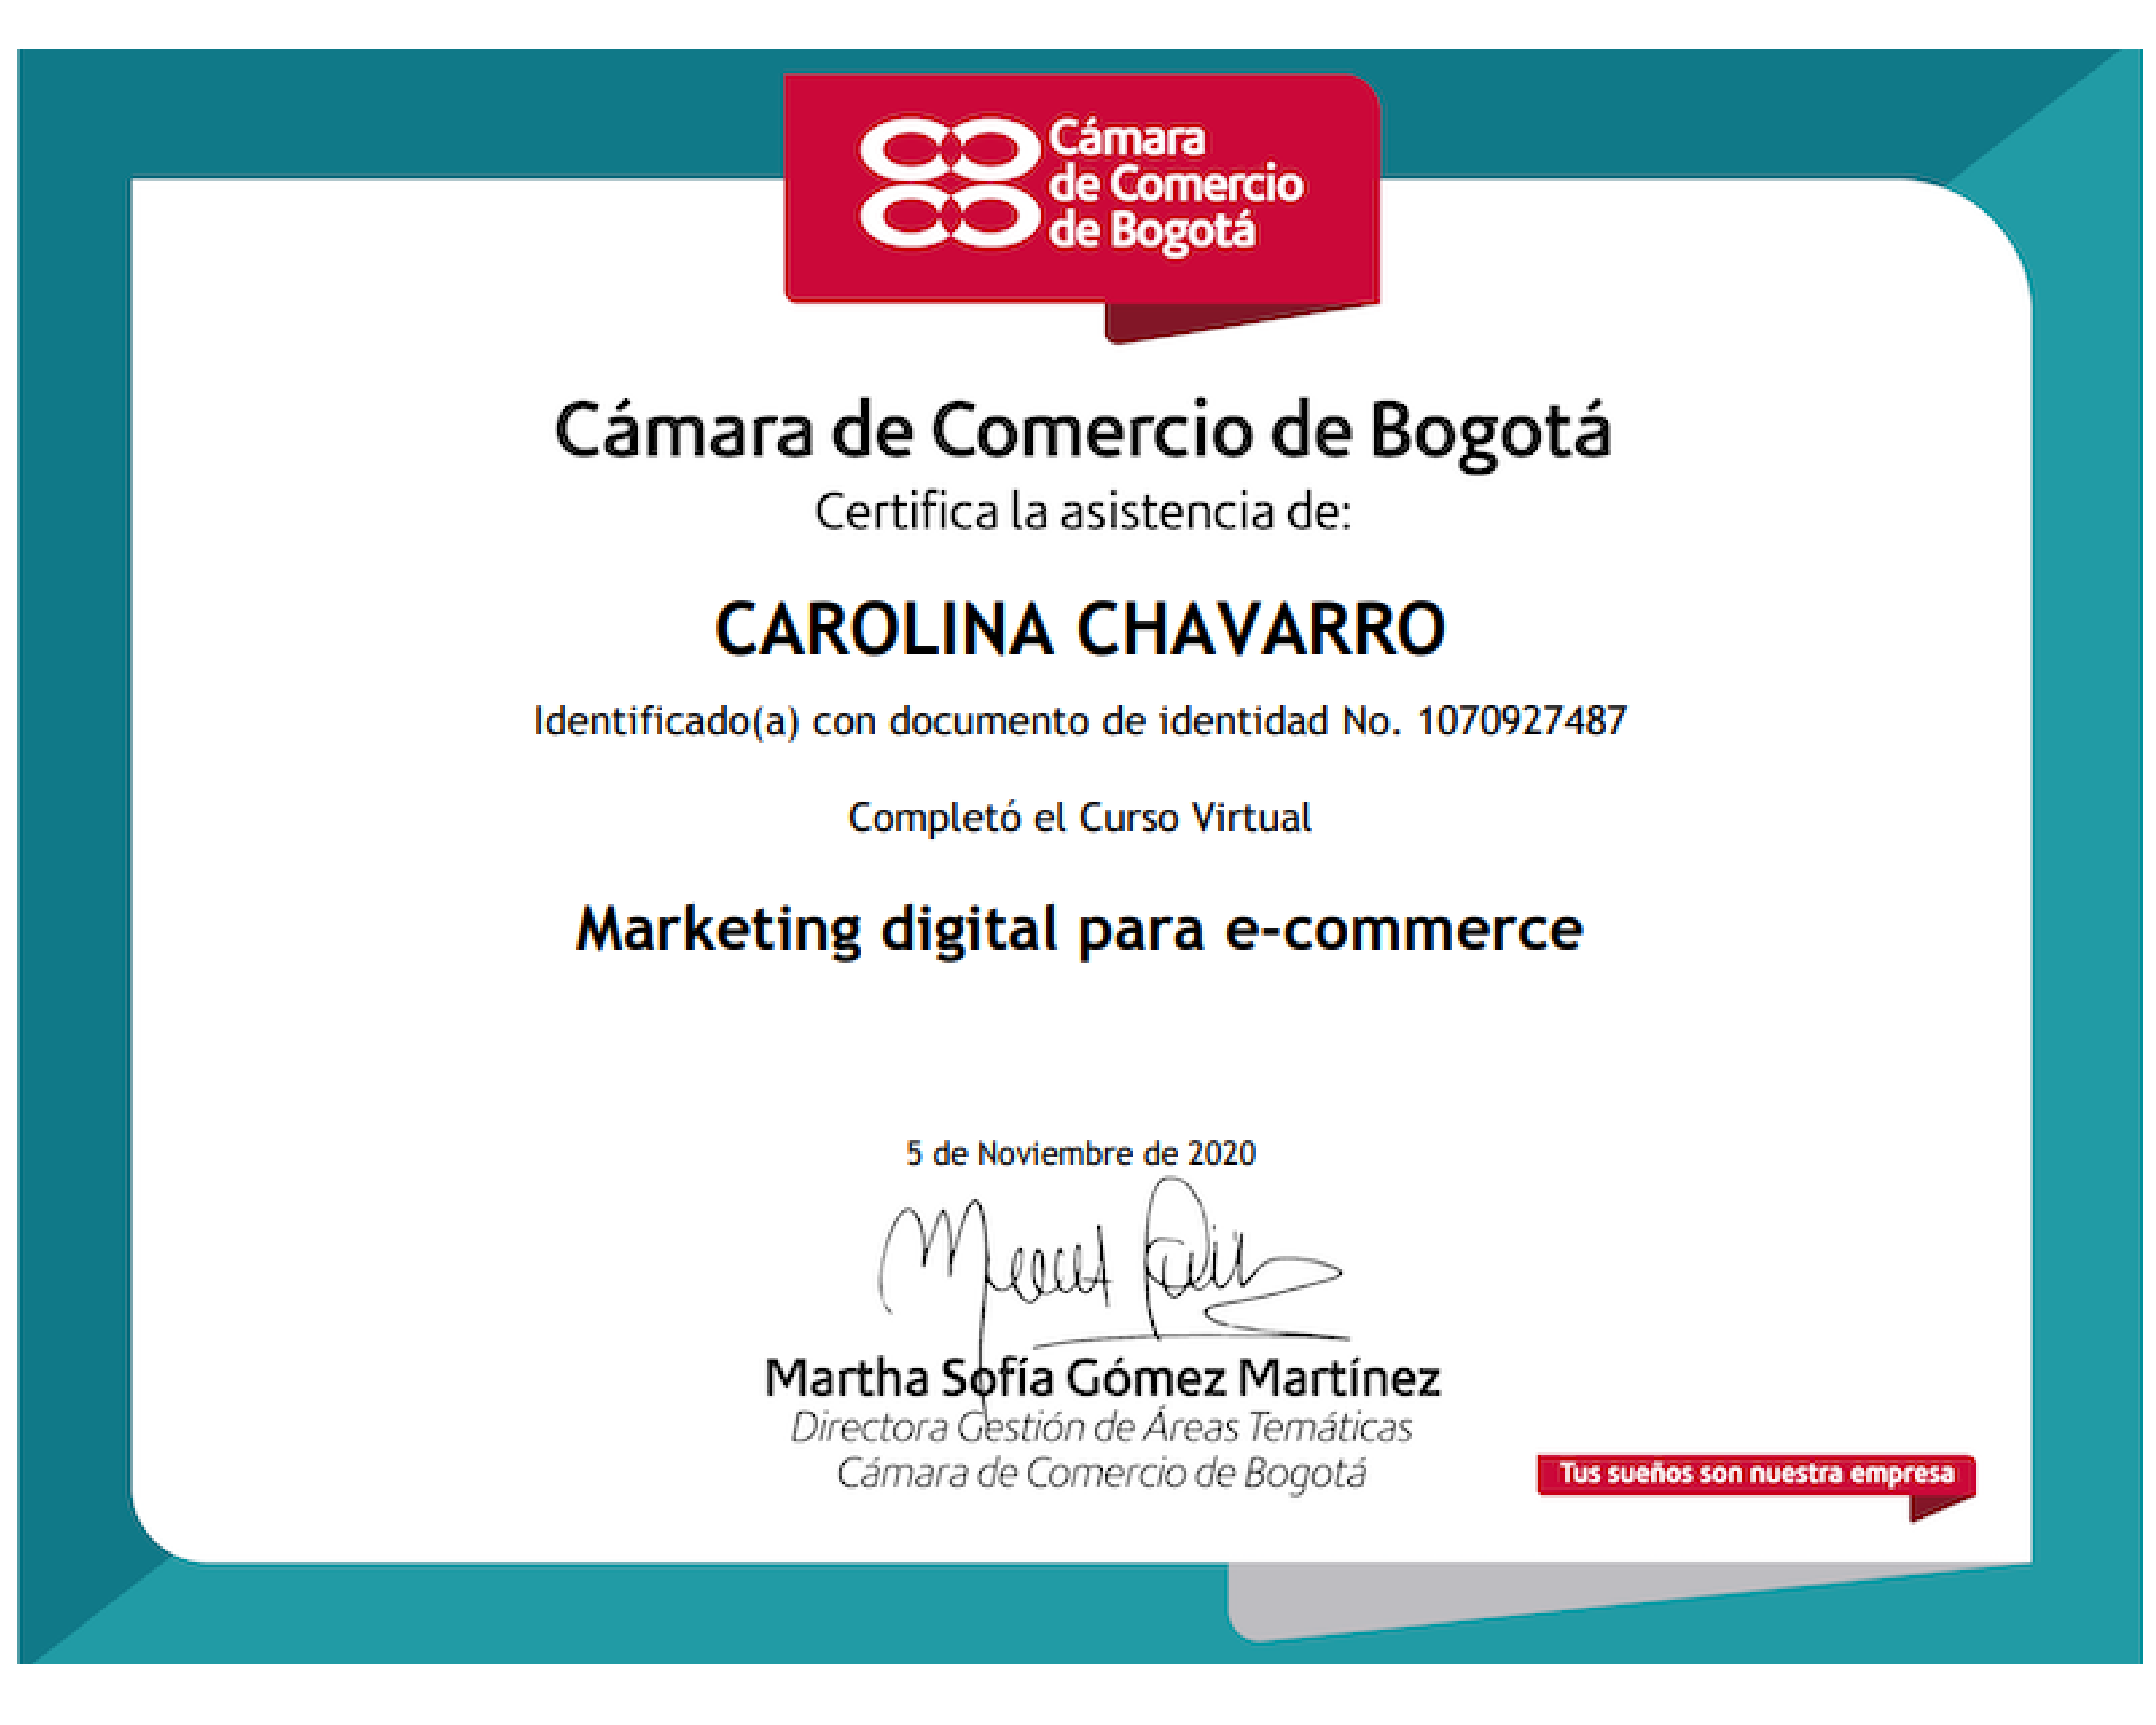 Cámara
de Comercio
de Bogotá
Cámara de Comercio de Bogotá
Certifica la asistencia de:
CAROLINA CHAVARRO
Identificado(a) con documento de identidad No. 1070927487
Completó el Curso Virtual
Marketing digital para e-commerce
5 de Noviembre de 2020
Martha Sofía Gómez Martínez
Directora Gestión de Áreas Temáticas
Cámara de Comercio de Bogotá
Tus sueños son nuestra empresa